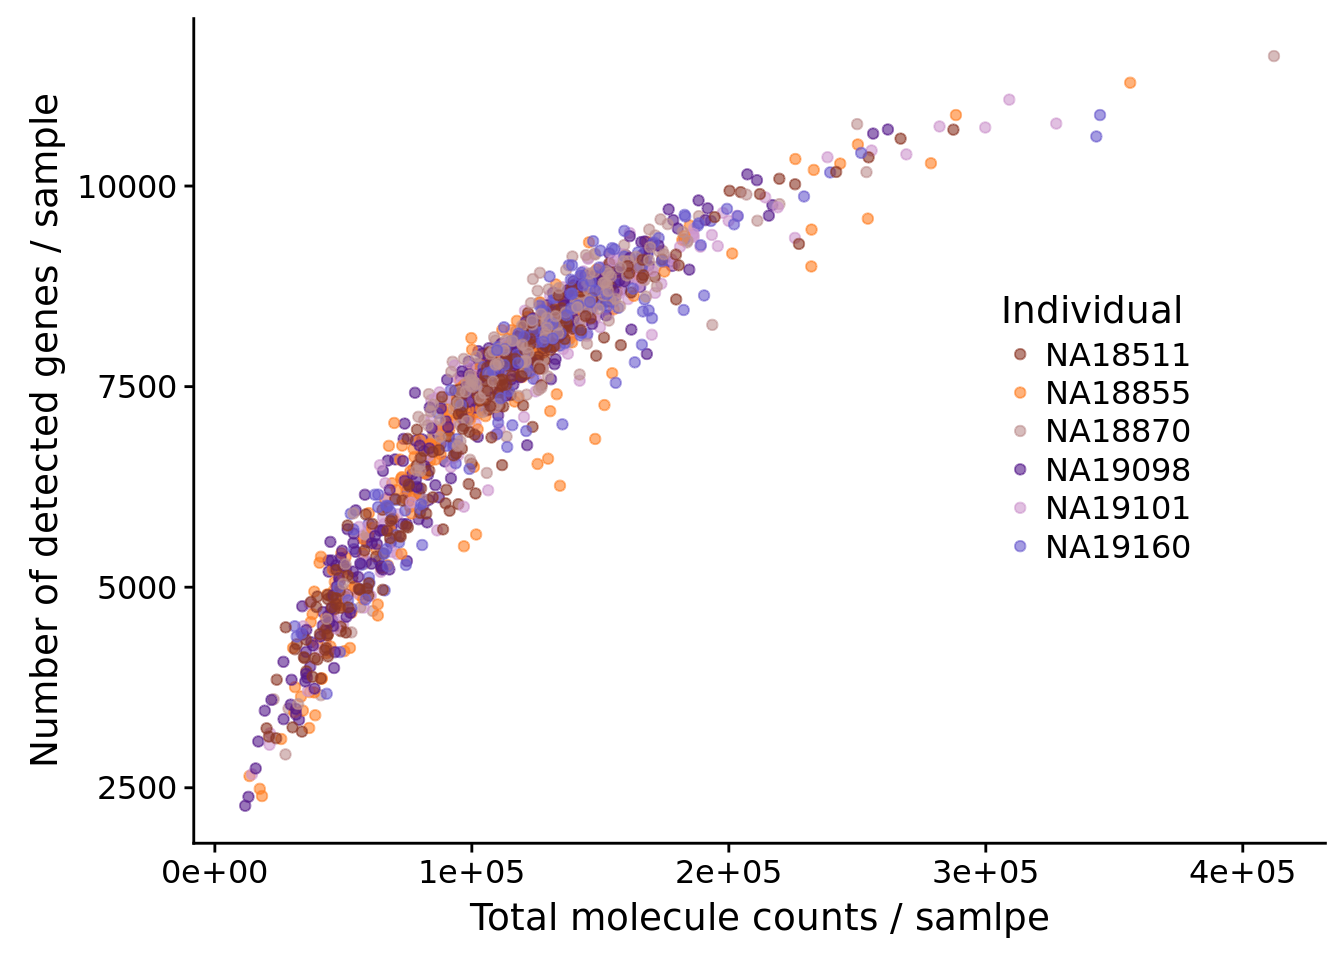 Number of detected genes / sample
10000
7500
5000
2500
0e+00 1e+05 2e+05 3e+05 4e+05
Total molecule counts / samlpe
Individual
NA18511
NA18855
NA18870
NA19098
NA19101
NA19160